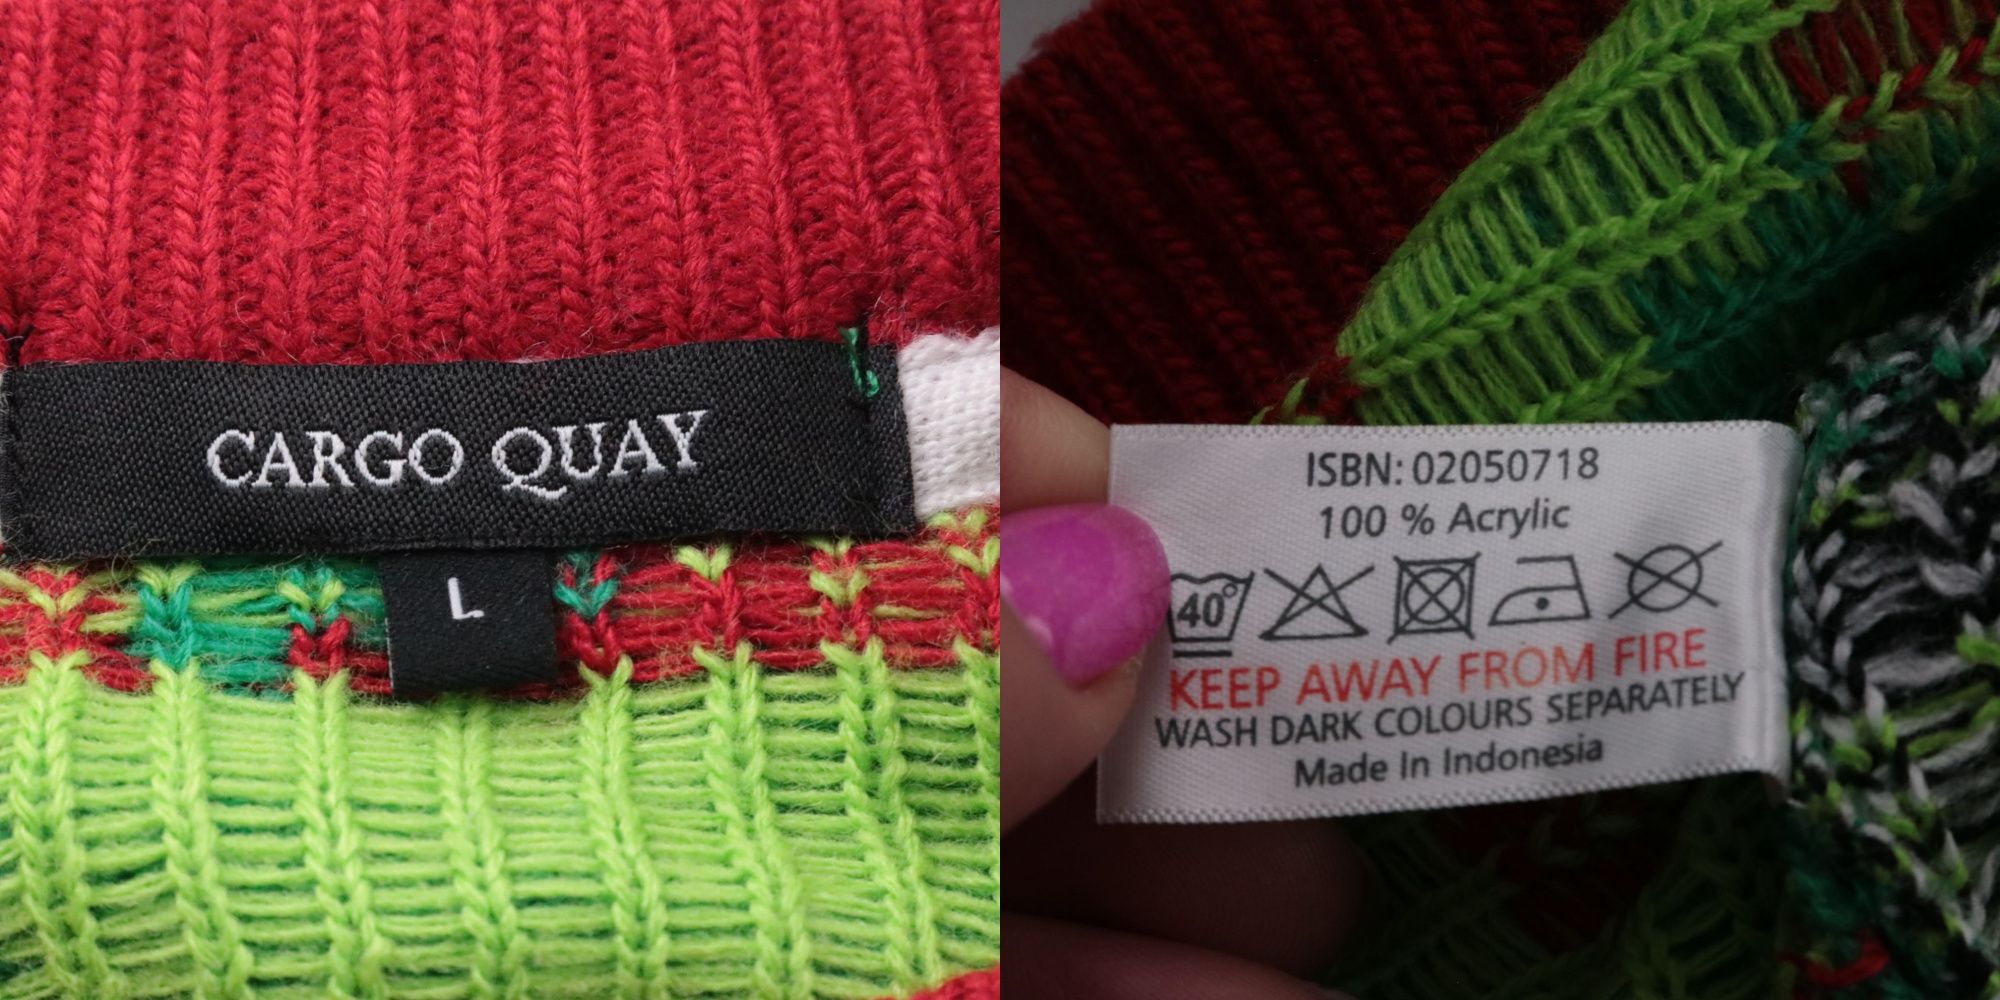 CARGO QUAY
L
ISBN: 02050718
100 % Acrylic
40°
KEEP AWAY FROM FIRE
WASH DARK COLOURS SEPARATELY
Made In Indonesia